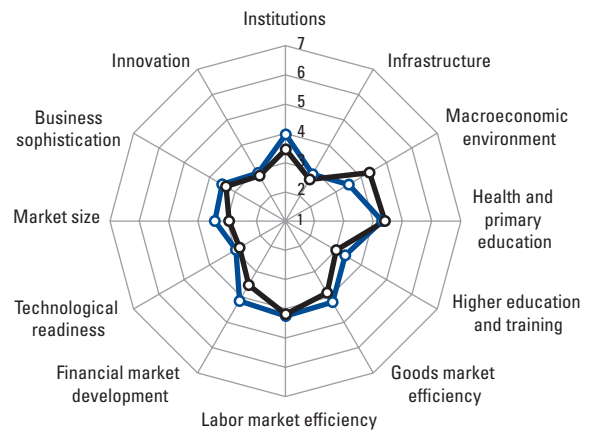 Institutions
7
6
5
4
3
2
1
Infrastructure
Macroeconomic
environment
Health and
primary
education
Higher education
and training
Goods market
efficiency
Labor market efficiency
Financial market
development
Technological
readiness
Market size
Business
sophistication
Innovation